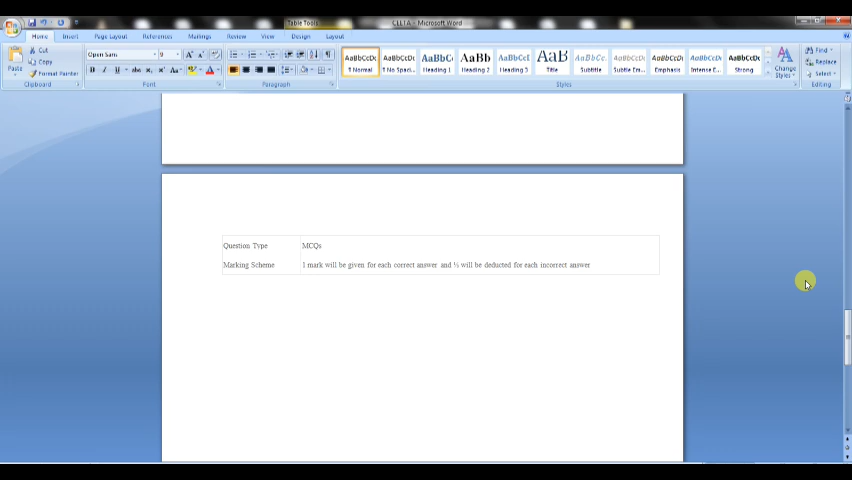 Table Tools
CLLTA - Microsoft Word
Home Insert Page Layout References Mailings Review View Design Layout
Paste
Cut
Copy
Format Painter
Clipboard
Open Sans 9
Font
Paragraph
AaBbCcDc AaBbCcDc AaBbC AaBb AaBbCcI AaB AaBbCc. AaBbCcDc AaBbCcDc AaBbCcDc AaBbCcDc
¶ Normal ¶ No Spaci... Heading 1 Heading 2 Heading 3 Title Subtitle Subtle Em... Emphasis Intense E... Strong
Change Styles
Styles
Find
Replace
Select
Editing
Question Type MCQs
Marking Scheme 1 mark will be given for each correct answer and will be deducted for each incorrect answer